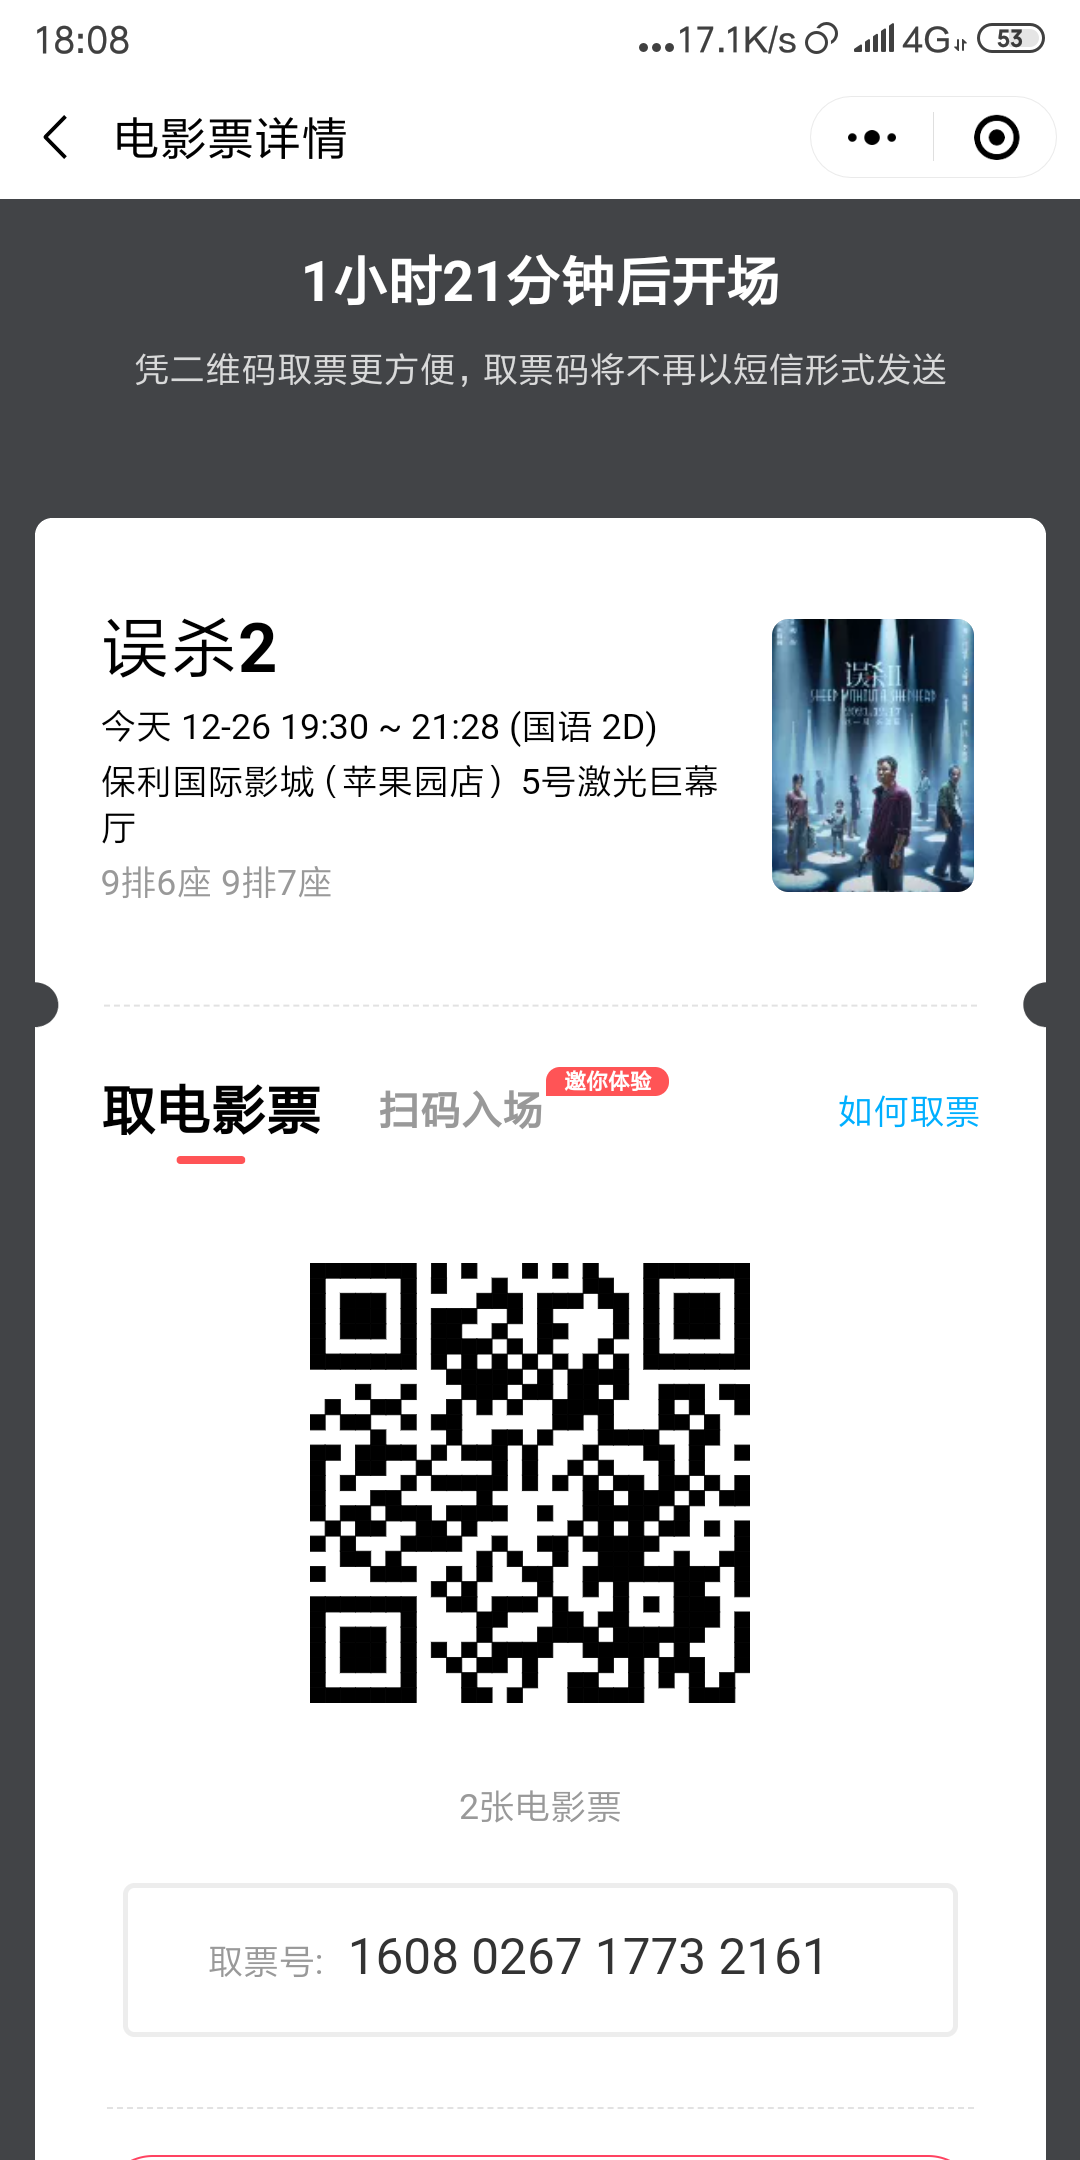 18:08
...17.1K/s 4G 53
电影票详情
1小时21分钟后开场
凭二维码取票更方便，取票码将不再以短信形式发送
误杀2
今天 12-26 19:30 ~ 21:28 (国语 2D)
保利国际影城（苹果园店）5号激光巨幕
厅
9排6座 9排7座
误杀II
SHEEP WITHOUT A SHEPHERD
取电影票
扫码入场
邀你体验
如何取票
2张电影票
取票号: 1608 0267 1773 2161